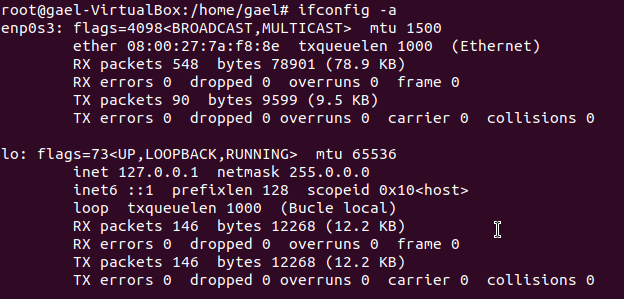 root@gael-VirtualBox:/home/gael# ifconfig -a
enp0s3: flags=4098<BROADCAST,MULTICAST>  mtu 1500
        ether 08:00:27:7a:f8:8e  txqueuelen 1000  (Ethernet)
        RX packets 548  bytes 78901 (78.9 KB)
        RX errors 0  dropped 0  overruns 0  frame 0
        TX packets 90  bytes 9599 (9.5 KB)
        TX errors 0  dropped 0 overruns 0  carrier 0  collisions 0

lo: flags=73<UP,LOOPBACK,RUNNING>  mtu 65536
        inet 127.0.0.1  netmask 255.0.0.0
        inet6 ::1  prefixlen 128  scopeid 0x10<host>
        loop  txqueuelen 1000  (Bucle local)
        RX packets 146  bytes 12268 (12.2 KB)
        RX errors 0  dropped 0  overruns 0  frame 0
        TX packets 146  bytes 12268 (12.2 KB)
        TX errors 0  dropped 0 overruns 0  carrier 0  collisions 0